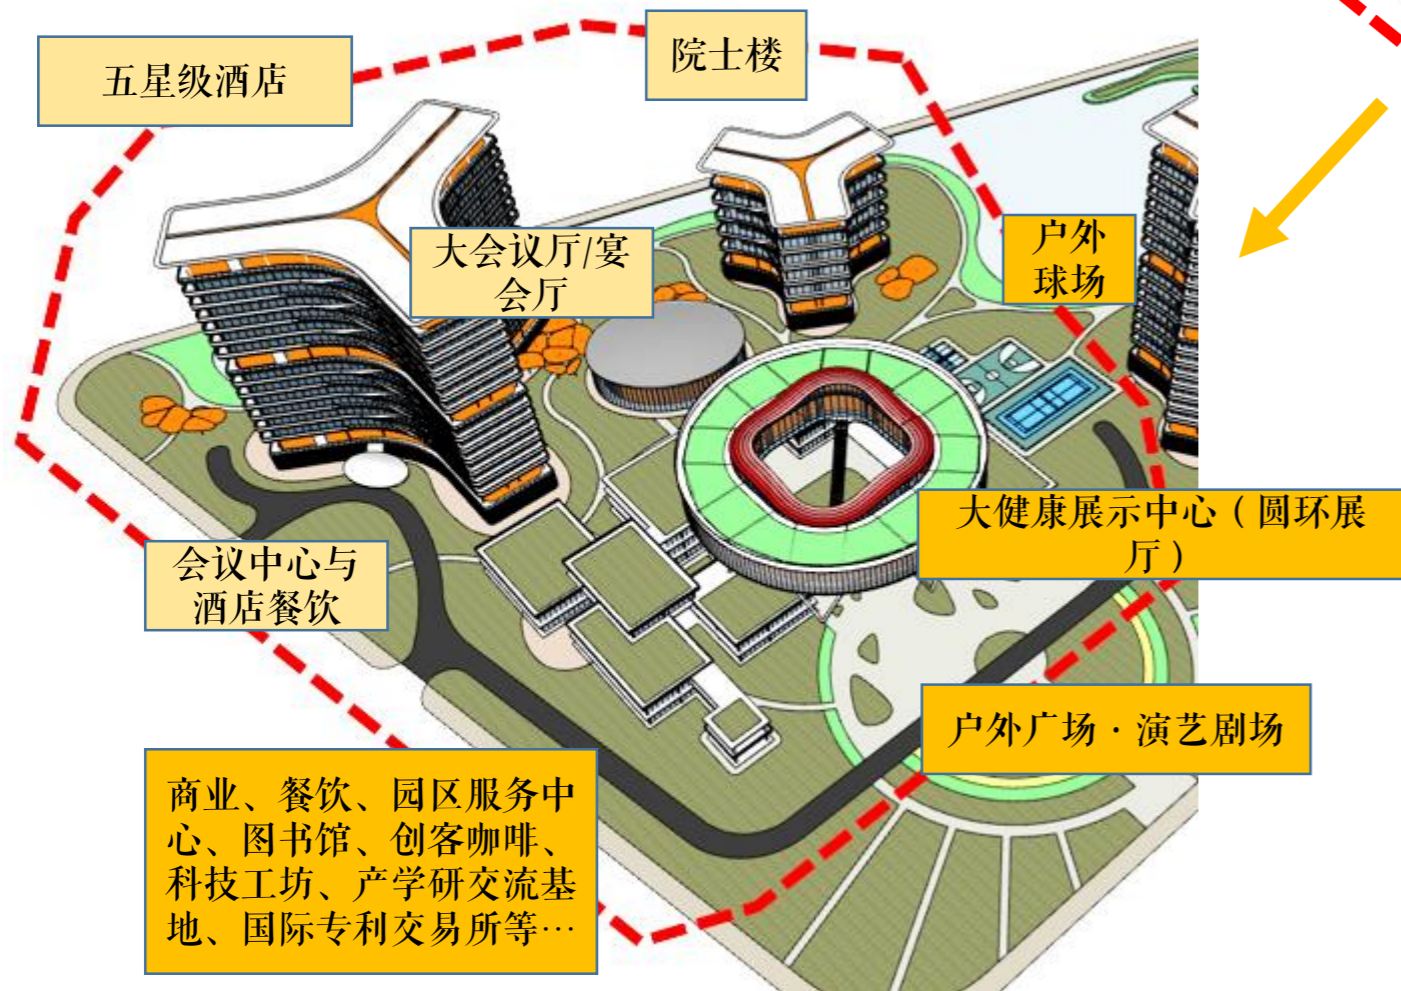 五星级酒店
院士楼
大会议厅/宴
会厅
户外
球场
大健康展示中心（圆环展
厅）
会议中心与
酒店餐饮
户外广场·演艺剧场
商业、餐饮、园区服务中
心、图书馆、创客咖啡、
科技工坊、产学研交流基
地、国际专利交易所等…